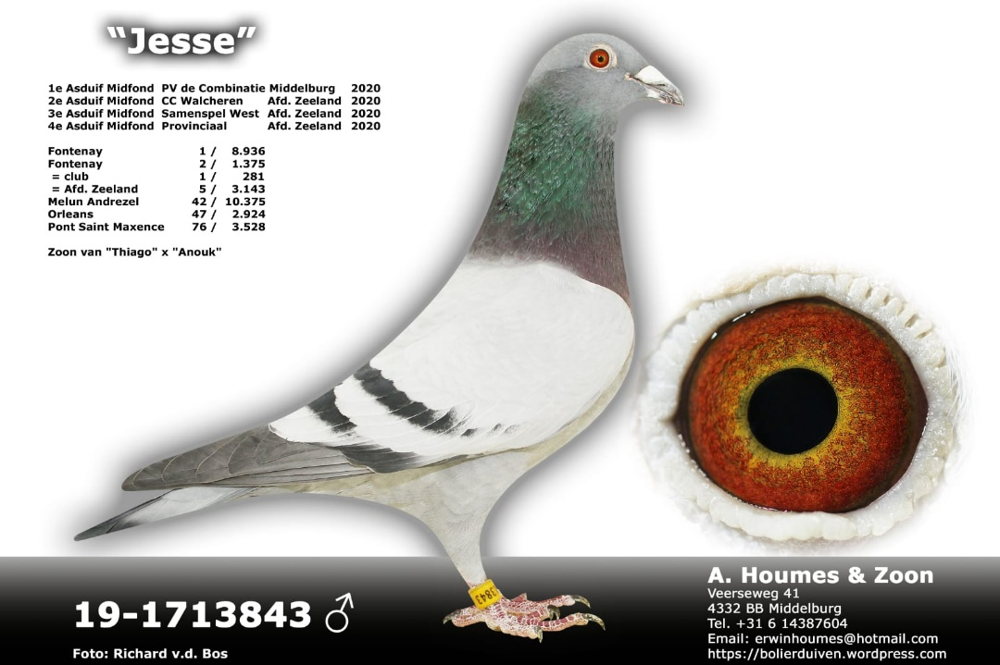 "Jesse"
1e Asduif Midfond PV de Combinatie Middelburg 2020
2e Asduif Midfond CC Walcheren Afd. Zeeland 2020
3e Asduif Midfond Samenspel West Afd. Zeeland 2020
4e Asduif Midfond Provinciaal Afd. Zeeland 2020
Fontenay 1 / 8.936
Fontenay 2 / 1.375
= club 1 / 281
= Afd. Zeeland 5 / 3.143
Melun Andrezel 42 / 10.375
Orleans 47 / 2.924
Pont Saint Maxence 76 / 3.528
Zoon van "Thiago" x "Anouk"
3843
19-1713843 ♂
Foto: Richard v.d. Bos
A. Houmes & Zoon
Veerseweg 41
4332 BB Middelburg
Tel. +31 6 14387604
Email: erwinhoumes@hotmail.com
https://bolierduiven.wordpress.com